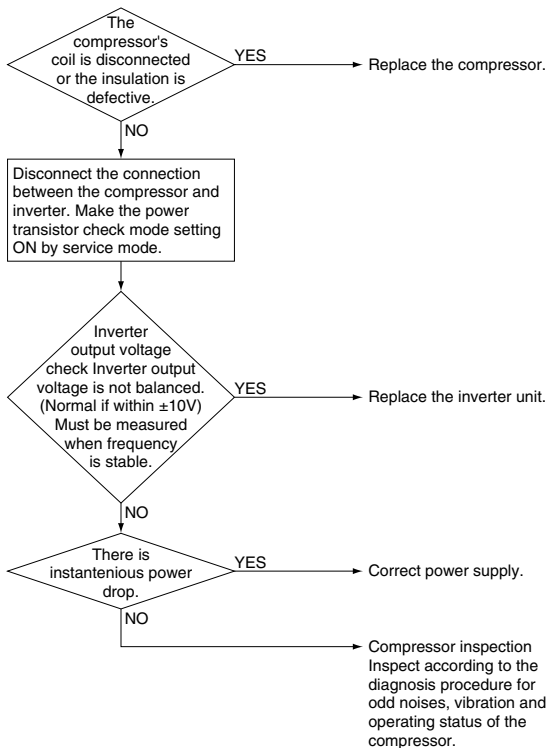 The
compressor's
coil is disconnected
or the insulation is
defective.
YES
Replace the compressor.
NO
Disconnect the connection
between the compressor and
inverter. Make the power
transistor check mode setting
ON by service mode.
Inverter
output voltage
check Inverter output
voltage is not balanced.
(Normal if within ±10V)
Must be measured
when frequency
is stable.
YES
Replace the inverter unit.
NO
There is
instantenious power
drop.
YES
Correct power supply.
NO
Compressor inspection
Inspect according to the
diagnosis procedure for
odd noises, vibration and
operating status of the
compressor.